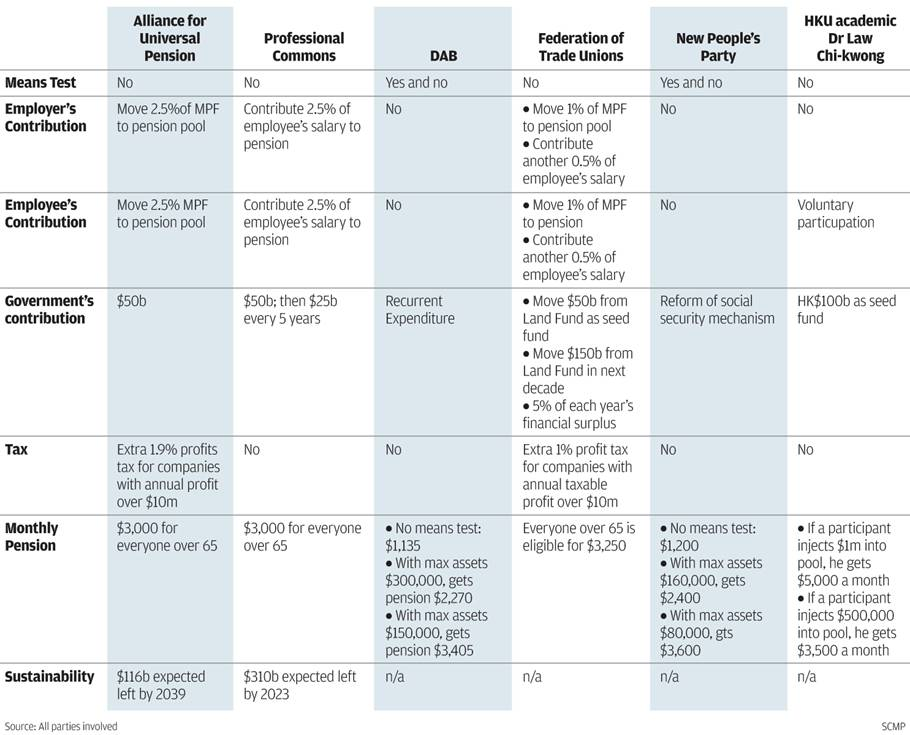 Alliance for
Universal
Pension
Professional
Commons
DAB
Federation of
Trade Unions
New People's
Party
HKU academic
Dr Law
Chi-kwong
Means Test
No
No
Yes and no
No
Yes and no
No
Employer's
Contribution
Move 2.5%of MPF
to pension pool
Contribute 2.5% of
employee's salary to
pension
No
• Move 1% of MPF
to pension pool
• Contribute
another 0.5% of
employee's salary
No
No
Employee's
Contribution
Move 2.5% MPF
to pension pool
Contribute 2.5% of
employee's salary to
pension
No
• Move 1% of MPF
to pension
• Contribute
another 0.5% of
employee's salary
No
Voluntary
particupation
Government's
contribution
$50b
$50b; then $25b
every 5 years
Recurrent
Expenditure
• Move $50b from
Land Fund as seed
fund
• Move $150b from
Land Fund in next
decade
• 5% of each year's
financial surplus
Reform of social
security mechanism
HK$100b as seed
fund
Tax
Extra 1.9% profits
tax for companies
with annual profit
over $10m
No
No
Extra 1% profit tax
for companies with
annual taxable
profit over $10m
No
No
Monthly
Pension
$3,000 for
everyone over 65
$3,000 for everyone
over 65
• No means test:
$1,135
• With max assets
$300,000, gets
pension $2,270
• With max assets
$150,000, gets
pension $3,405
Everyone over 65 is
eligible for $3,250
• No means test:
$1,200
• With max assets
$160,000, gets
$2,400
• With max assets
$80,000, gts
$3,600
• If a participant
injects $1m into
pool, he gets
$5,000 a month
• If a participant
injects $500,000
into pool, he gets
$3,500 a month
Sustainability
$116b expected
left by 2039
$310b expected left
by 2023
n/a
n/a
n/a
n/a
Source: All parties involved
SCMP